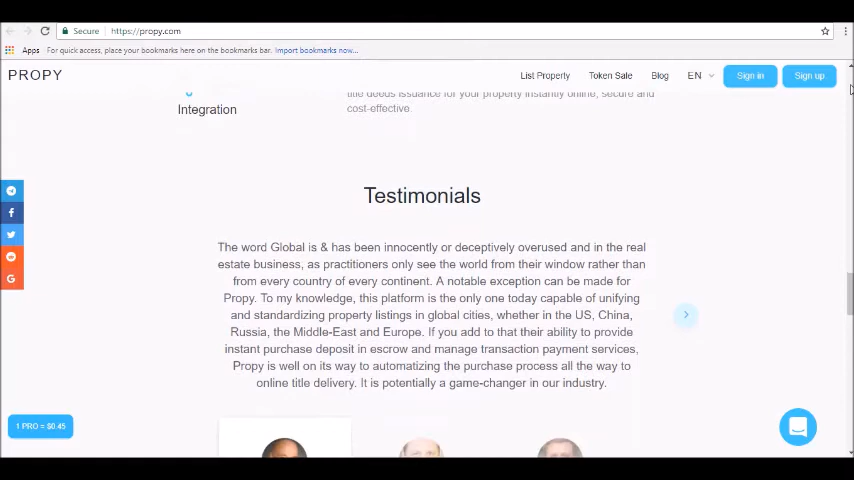 Secure https://propy.com
Apps For quick access, place your bookmarks here on the bookmarks bar. Import bookmarks now...
PROPY List Property Token Sale Blog EN Sign in Sign up
title deeds issuance for your property instantly online, secure and
Integration cost-effective.
Testimonials
The word Global is & has been innocently or deceptively overused and in the real
estate business, as practitioners only see the world from their window rather than
from every country of every continent. A notable exception can be made for
Propy. To my knowledge, this platform is the only one today capable of unifying
and standardizing property listings in global cities, whether in the US, China,
Russia, the Middle-East and Europe. If you add to that their ability to provide
instant purchase deposit in escrow and manage transaction payment services,
Propy is well on its way to automatizing the purchase process all the way to
online title delivery. It is potentially a game-changer in our industry.
1 PRO = $0.45